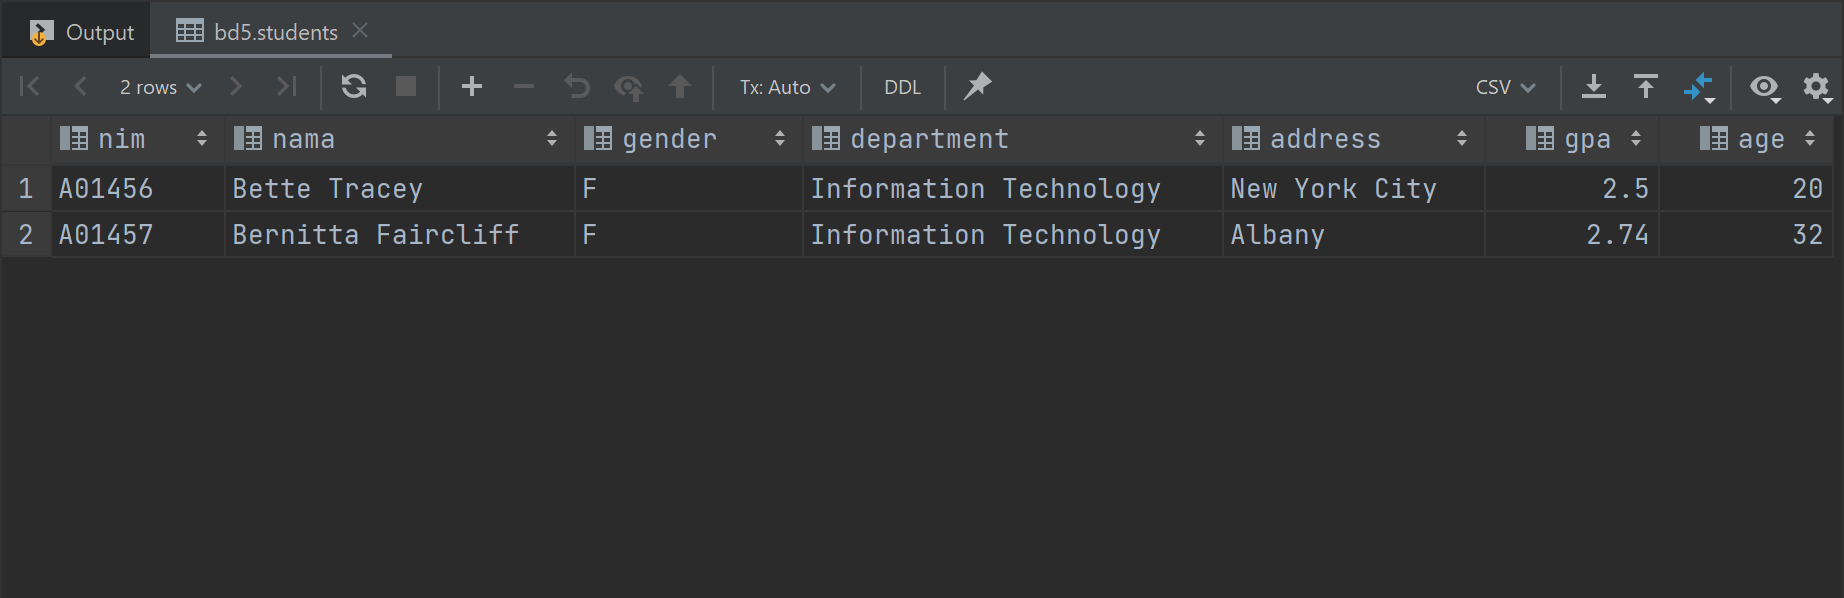 Output bd5.students
2 rows Tx: Auto DDL CSV
nim nama gender department address gpa age
1 A01456 Bette Tracey F Information Technology New York City 2.5 20
2 A01457 Bernitta Faircliff F Information Technology Albany 2.74 32